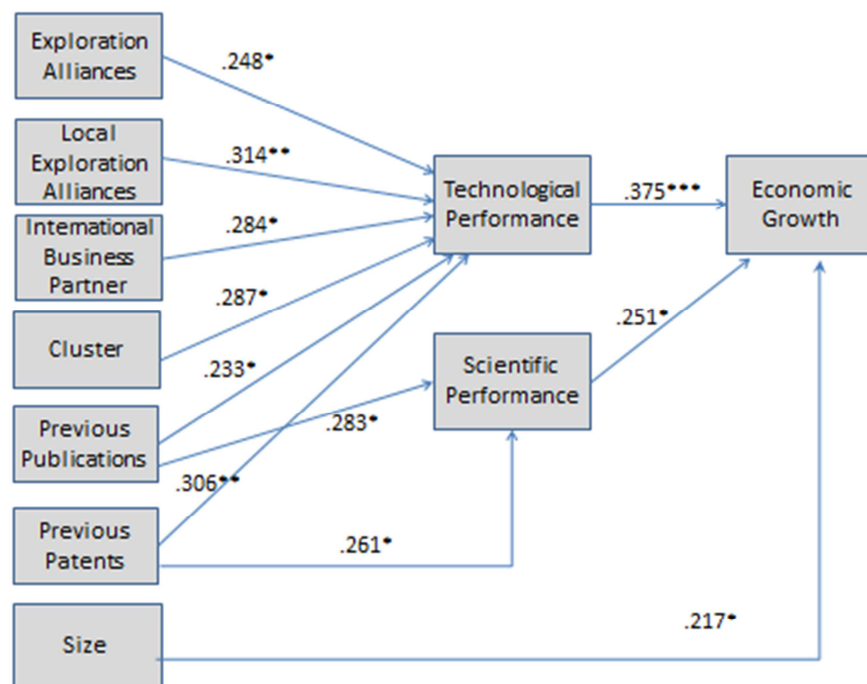 Exploration
Alliances
.248*
Local
Exploration
Alliances
.314**
International
Business
Partner
.284*
Technological
Performance
.375***
Economic
Growth
Cluster
.287*
.233*
Scientific
Performance
.251*
Previous
Publications
.283*
.306**
Previous
Patents
.261*
Size
.217*